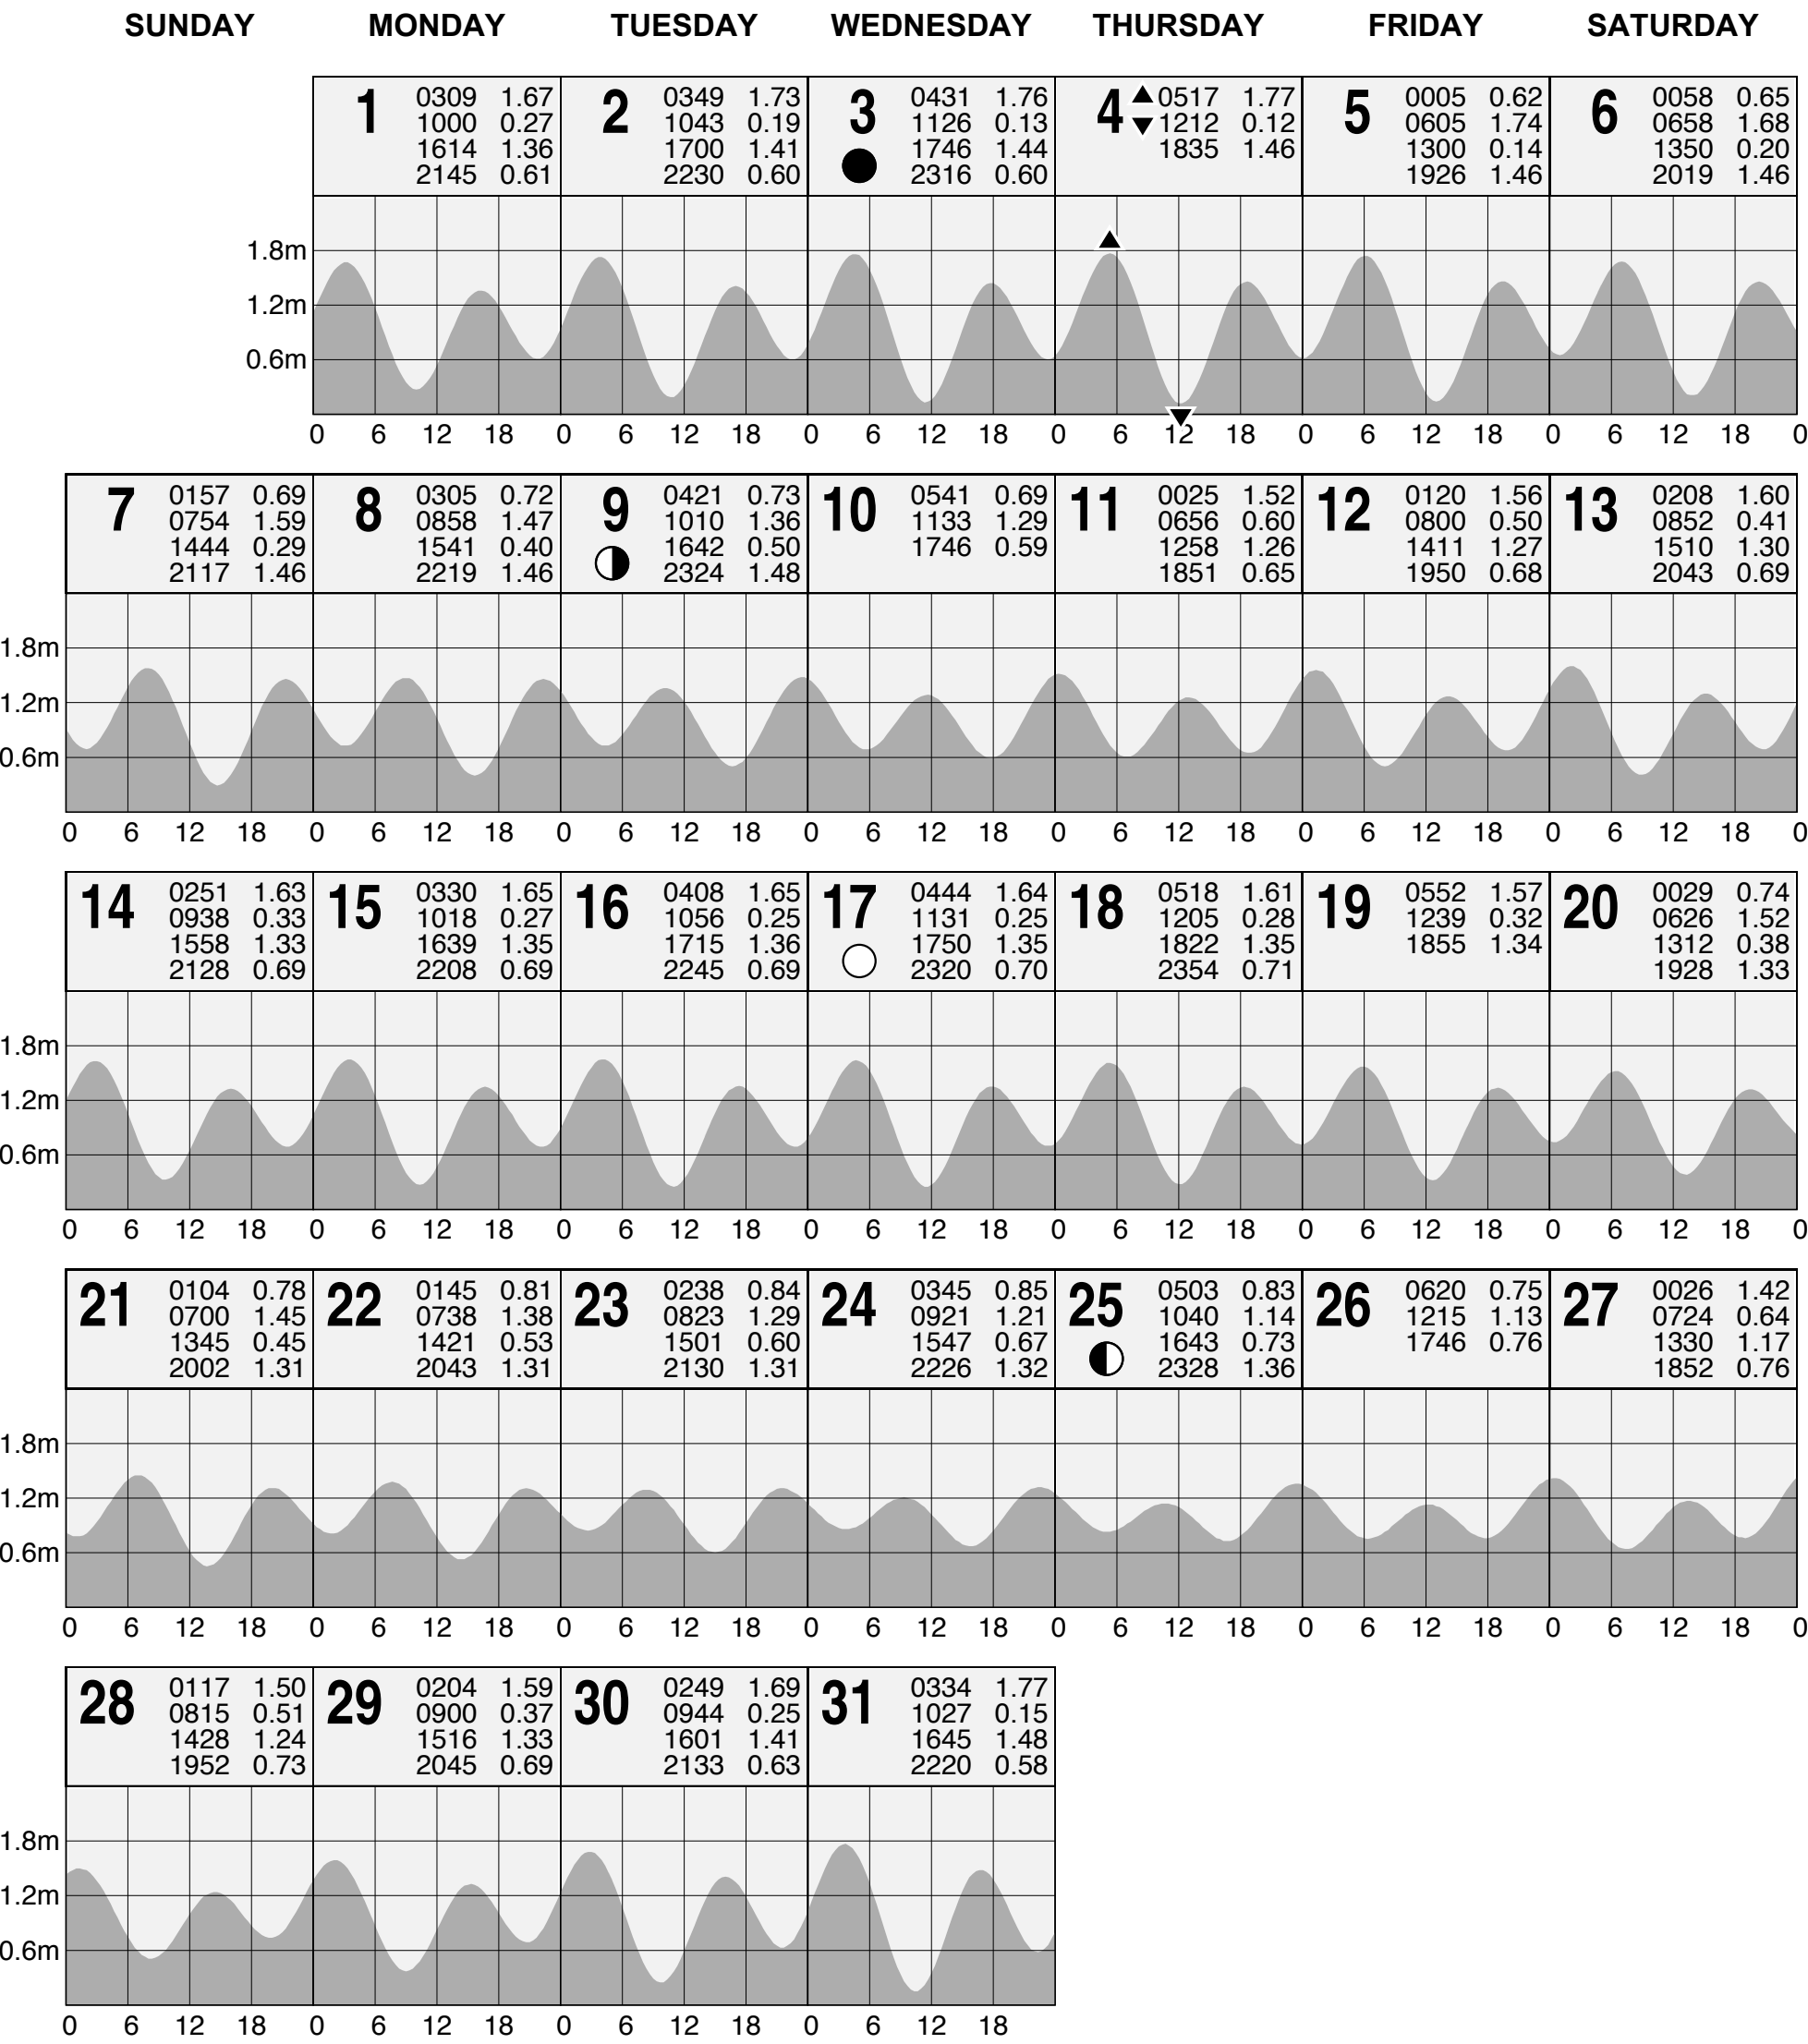 SUNDAY MONDAY TUESDAY WEDNESDAY THURSDAY FRIDAY SATURDAY
1 0309 1.67
1000 0.27
1614 1.36
2145 0.61
2 0349 1.73
1043 0.19
1700 1.41
2230 0.60
3 0431 1.76
1126 0.13
1746 1.44
2316 0.60
4 0517 1.77
1212 0.12
1835 1.46
5 0005 0.62
0605 1.74
1300 0.14
1926 1.46
6 0058 0.65
0658 1.68
1350 0.20
2019 1.46
1.8m
1.2m
0.6m
0 6 12 18 0 6 12 18 0 6 12 18 0 6 12 18 0 6 12 18 0 6 12 18 0
7 0157 0.69
0754 1.59
1444 0.29
2117 1.46
8 0305 0.72
0858 1.47
1541 0.40
2219 1.46
9 0421 0.73
1010 1.36
1642 0.50
2324 1.48
10 0541 0.69
1133 1.29
1746 0.59
11 0025 1.52
0656 0.60
1258 1.26
1851 0.65
12 0120 1.56
0800 0.50
1411 1.27
1950 0.68
13 0208 1.60
0852 0.41
1510 1.30
2043 0.69
1.8m
1.2m
0.6m
0 6 12 18 0 6 12 18 0 6 12 18 0 6 12 18 0 6 12 18 0 6 12 18 0 6 12 18 0
14 0251 1.63
0938 0.33
1558 1.33
2128 0.69
15 0330 1.65
1018 0.27
1639 1.35
2208 0.69
16 0408 1.65
1056 0.25
1715 1.36
2245 0.69
17 0444 1.64
1131 0.25
1750 1.35
2320 0.70
18 0518 1.61
1205 0.28
1822 1.35
2354 0.71
19 0552 1.57
1239 0.32
1855 1.34
20 0029 0.74
0626 1.52
1312 0.38
1928 1.33
1.8m
1.2m
0.6m
0 6 12 18 0 6 12 18 0 6 12 18 0 6 12 18 0 6 12 18 0 6 12 18 0 6 12 18 0
21 0104 0.78
0700 1.45
1345 0.45
2002 1.31
22 0145 0.81
0738 1.38
1421 0.53
2043 1.31
23 0238 0.84
0823 1.29
1501 0.60
2130 1.31
24 0345 0.85
0921 1.21
1547 0.67
2226 1.32
25 0503 0.83
1040 1.14
1643 0.73
2328 1.36
26 0620 0.75
1215 1.13
1746 0.76
27 0026 1.42
0724 0.64
1330 1.17
1852 0.76
1.8m
1.2m
0.6m
0 6 12 18 0 6 12 18 0 6 12 18 0 6 12 18 0 6 12 18 0 6 12 18 0 6 12 18 0
28 0117 1.50
0815 0.51
1428 1.24
1952 0.73
29 0204 1.59
0900 0.37
1516 1.33
2045 0.69
30 0249 1.69
0944 0.25
1601 1.41
2133 0.63
31 0334 1.77
1027 0.15
1645 1.48
2220 0.58
1.8m
1.2m
0.6m
0 6 12 18 0 6 12 18 0 6 12 18 0 6 12 18